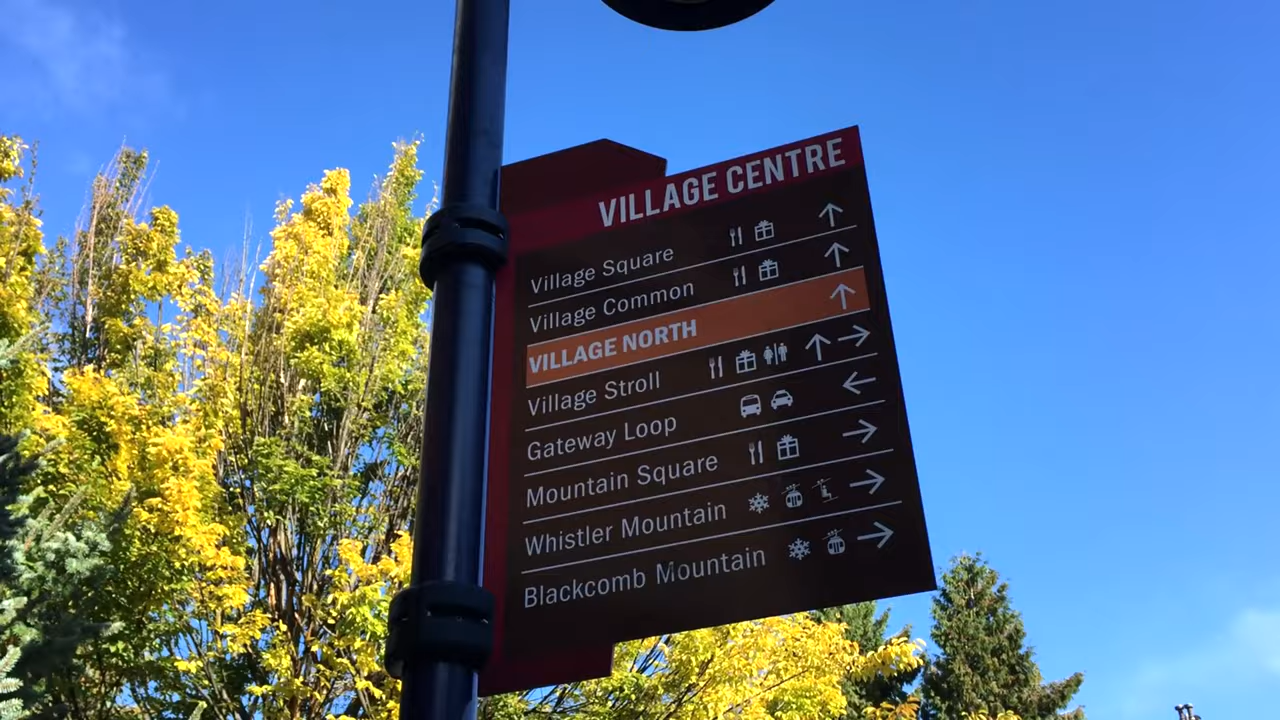 VILLAGE CENTRE
Village Square
Village Common
VILLAGE NORTH
Village Stroll
Gateway Loop
Mountain Square
Whistler Mountain
Blackcomb Mountain